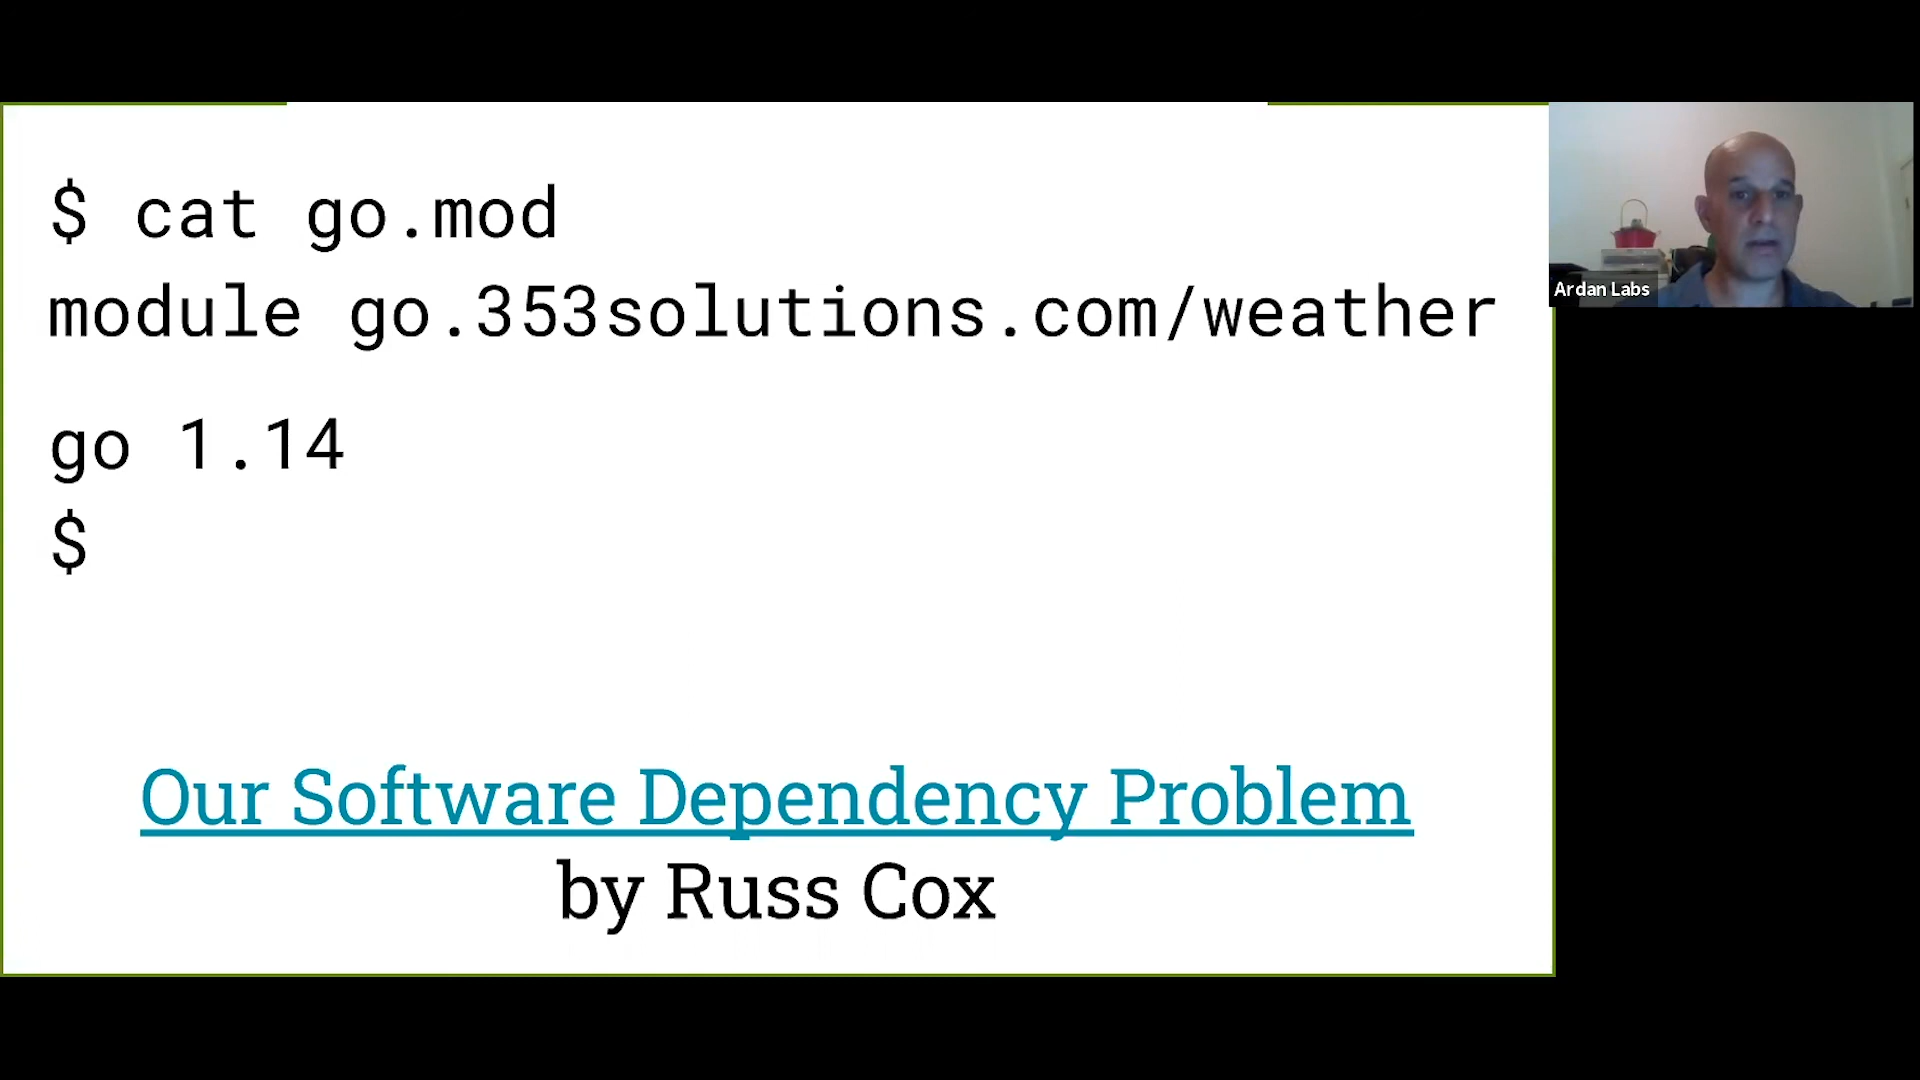 $ cat go.mod
module go.353solutions.com/weather
go 1.14
$
Our Software Dependency Problem
by Russ Cox
Ardan Labs